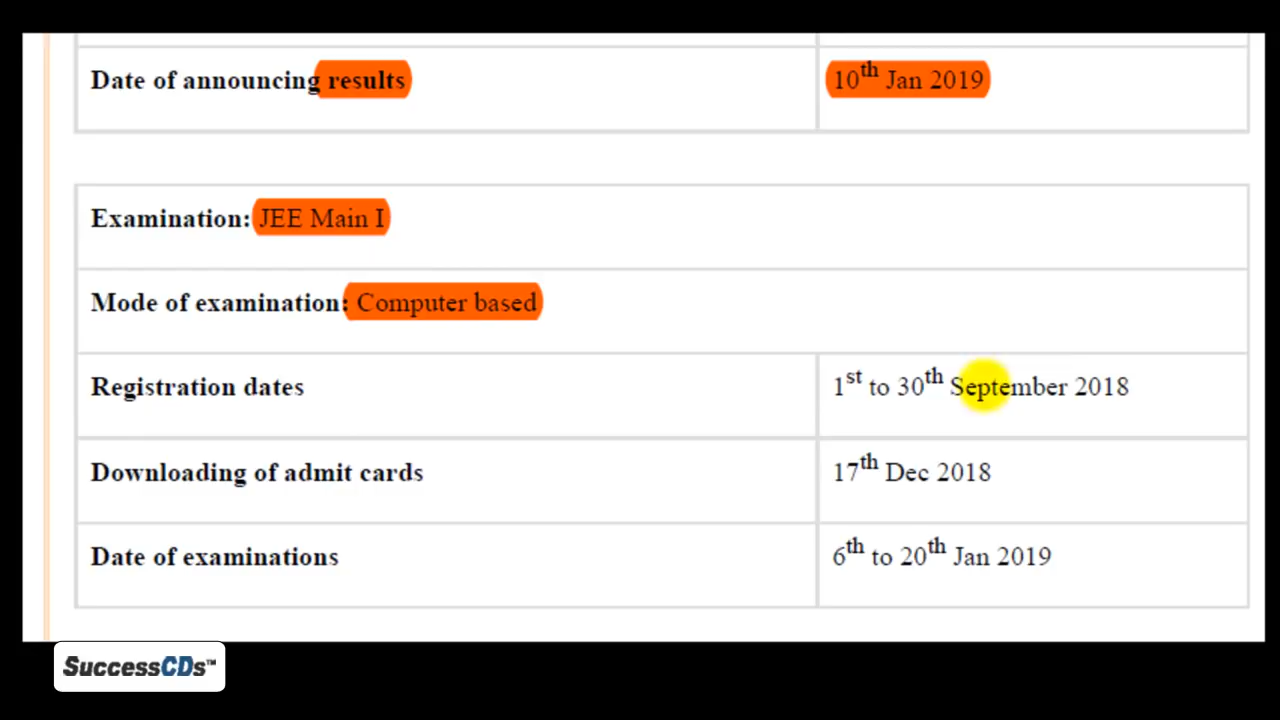 Date of announcing results 10th Jan 2019
Examination: JEE Main I
Mode of examination: Computer based
Registration dates 1st to 30th September 2018
Downloading of admit cards 17th Dec 2018
Date of examinations 6th to 20th Jan 2019
SuccessCDs™